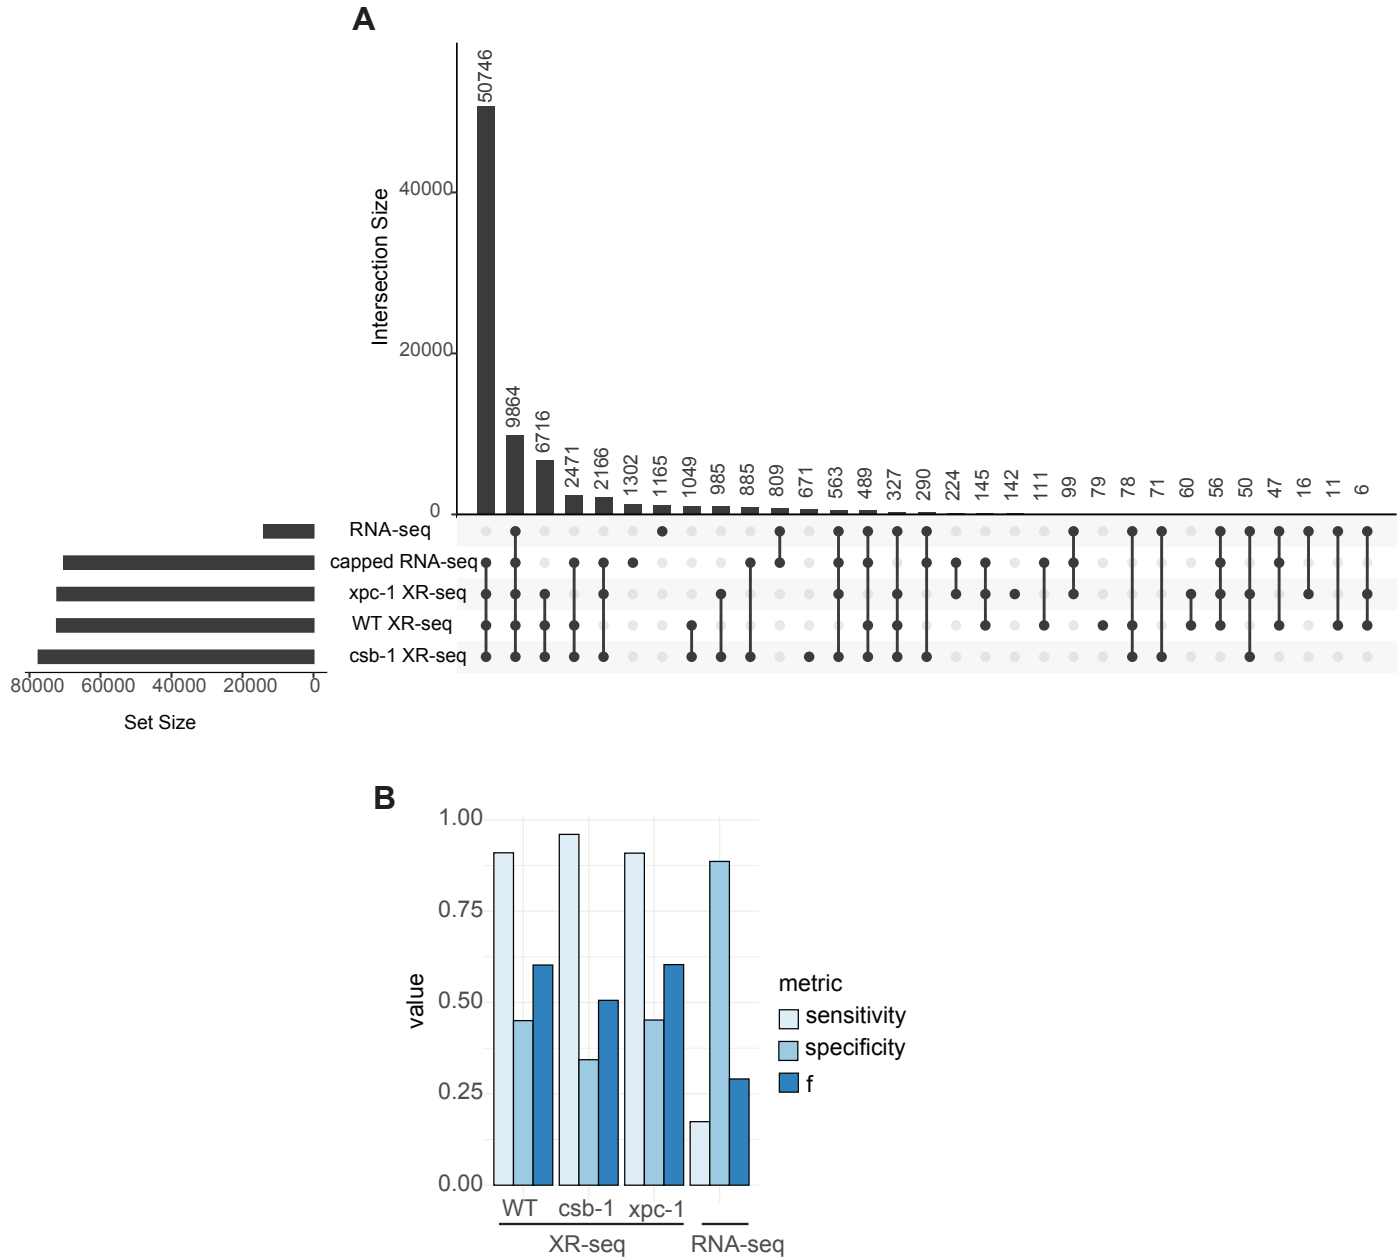 A
Intersection Size
40000
20000
0
50746
9864
6716
2471
2166
1302
1165
1049
985
885
809
671
563
489
327
290
224
145
142
111
99
79
78
71
60
56
50
47
16
11
6
RNA-seq
capped RNA-seq
xpc-1 XR-seq
WT XR-seq
csb-1 XR-seq
80000 60000 40000 20000 0
Set Size
B
value
1.00
0.75
0.50
0.25
0.00
WT csb-1 xpc-1
XR-seq RNA-seq
metric
sensitivity
specificity
f